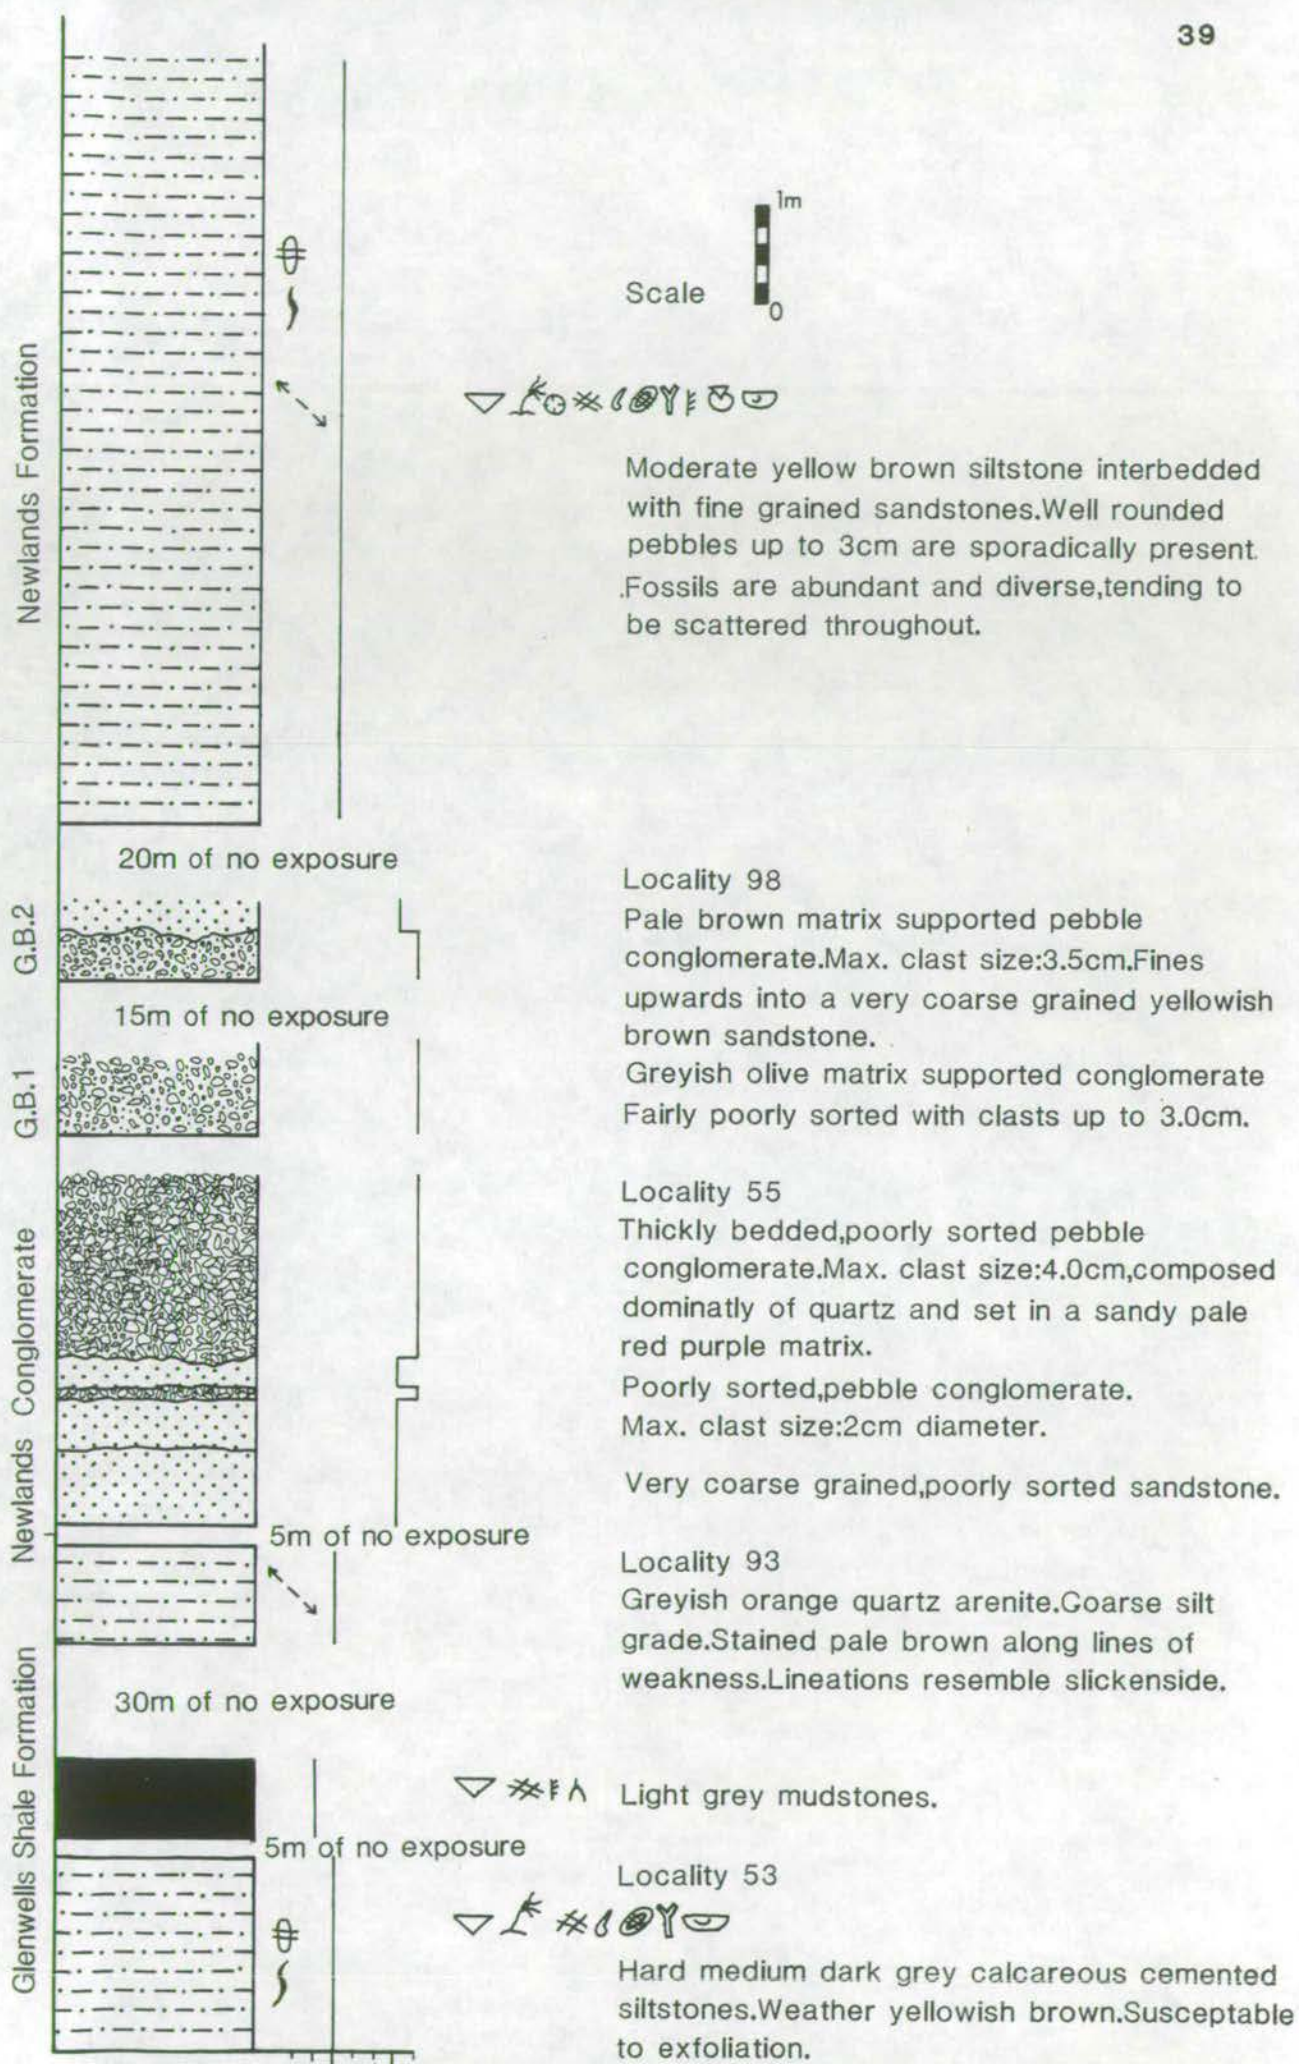 39
1m
Scale
0
Newlands Formation
Moderate yellow brown siltstone interbedded
with fine grained sandstones.Well rounded
pebbles up to 3cm are sporadically present.
.Fossils are abundant and diverse,tending to
be scattered throughout.
20m of no exposure
G.B.2
Locality 98
Pale brown matrix supported pebble
conglomerate.Max. clast size:3.5cm.Fines
upwards into a very coarse grained yellowish
brown sandstone.
15m of no exposure
G.B.1
Greyish olive matrix supported conglomerate
Fairly poorly sorted with clasts up to 3.0cm.
Newlands Conglomerate
Locality 55
Thickly bedded,poorly sorted pebble
conglomerate.Max. clast size:4.0cm,composed
dominatly of quartz and set in a sandy pale
red purple matrix.
Poorly sorted,pebble conglomerate.
Max. clast size:2cm diameter.
Very coarse grained,poorly sorted sandstone.
5m of no exposure
Locality 93
Greyish orange quartz arenite.Coarse silt
grade.Stained pale brown along lines of
weakness.Lineations resemble slickenside.
30m of no exposure
Glenwells Shale Formation
Light grey mudstones.
5m of no exposure
Locality 53
Hard medium dark grey calcareous cemented
siltstones.Weather yellowish brown.Susceptable
to exfoliation.